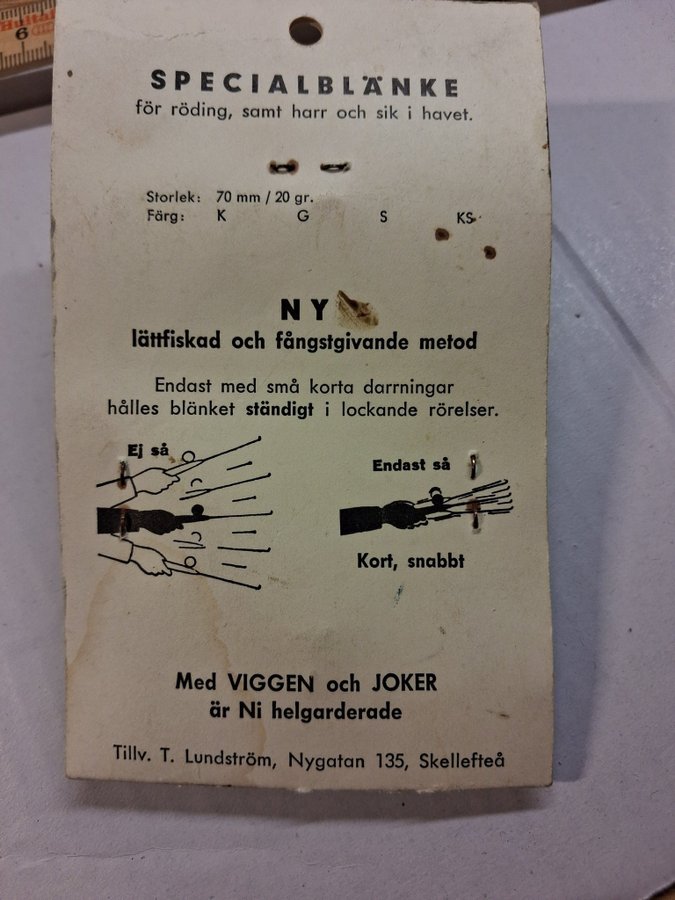 Hultaf
6
SPECIALBLÄNKE
för röding, samt harr och sik i havet.
Storlek: 70 mm / 20 gr.
Färg: K G S KS
NY
lättfiskad och fångstgivande metod
Endast med små korta darrningar
hålles blänket ständigt i lockande rörelser.
Ej så
Endast så
Kort, snabbt
Med VIGGEN och JOKER
är Ni helgarderade
Tillv. T. Lundström, Nygatan 135, Skellefteå